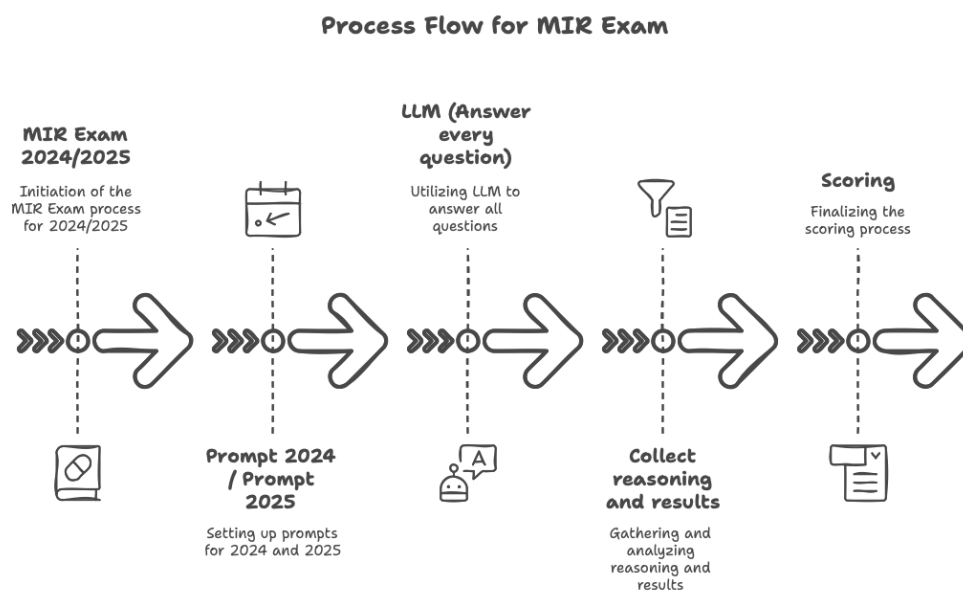 Process Flow for MIR Exam
MIR Exam
2024/2025
Initiation of the
MIR Exam process
for 2024/2025
Prompt 2024
/ Prompt
2025
Setting up prompts
for 2024 and 2025
LLM (Answer
every
question)
Utilizing LLM to
answer all
questions
A
Collect
reasoning
and results
Gathering and
analyzing
reasoning and
results
Scoring
Finalizing the
scoring process